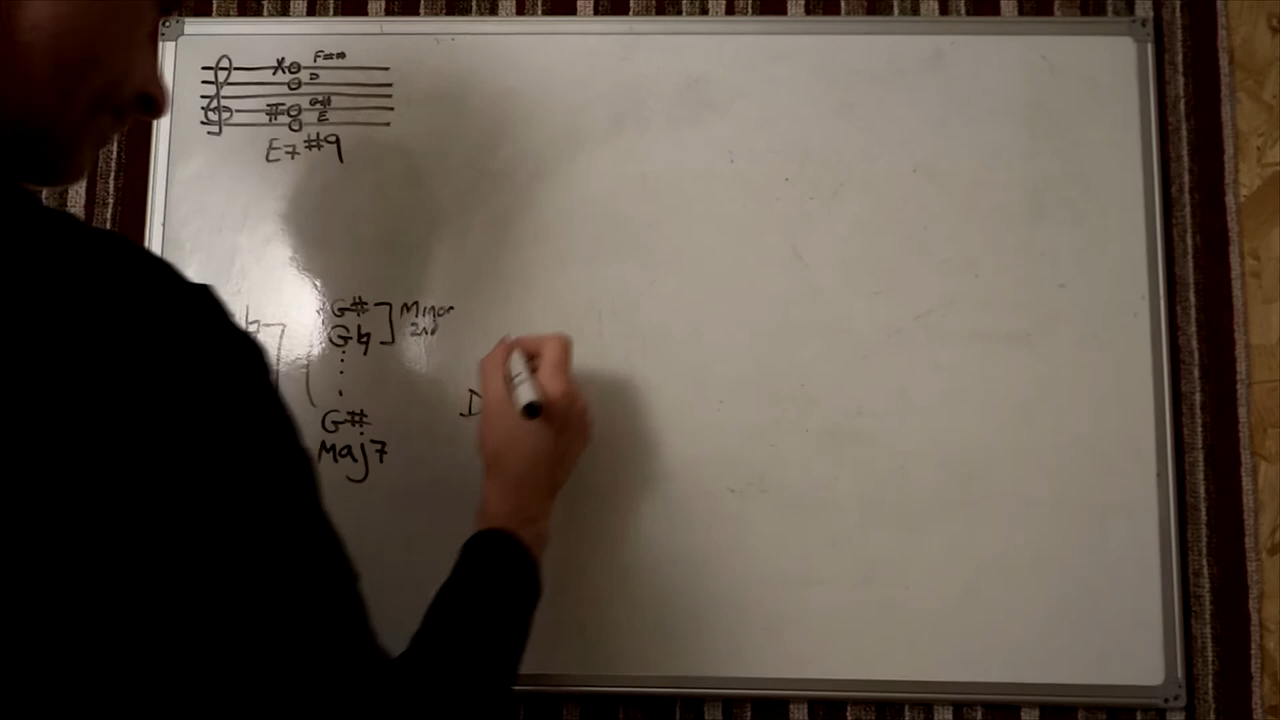 F##
D
G#
E
E7#9
G# Minor
G♮ 2nd
G#
Maj7
D